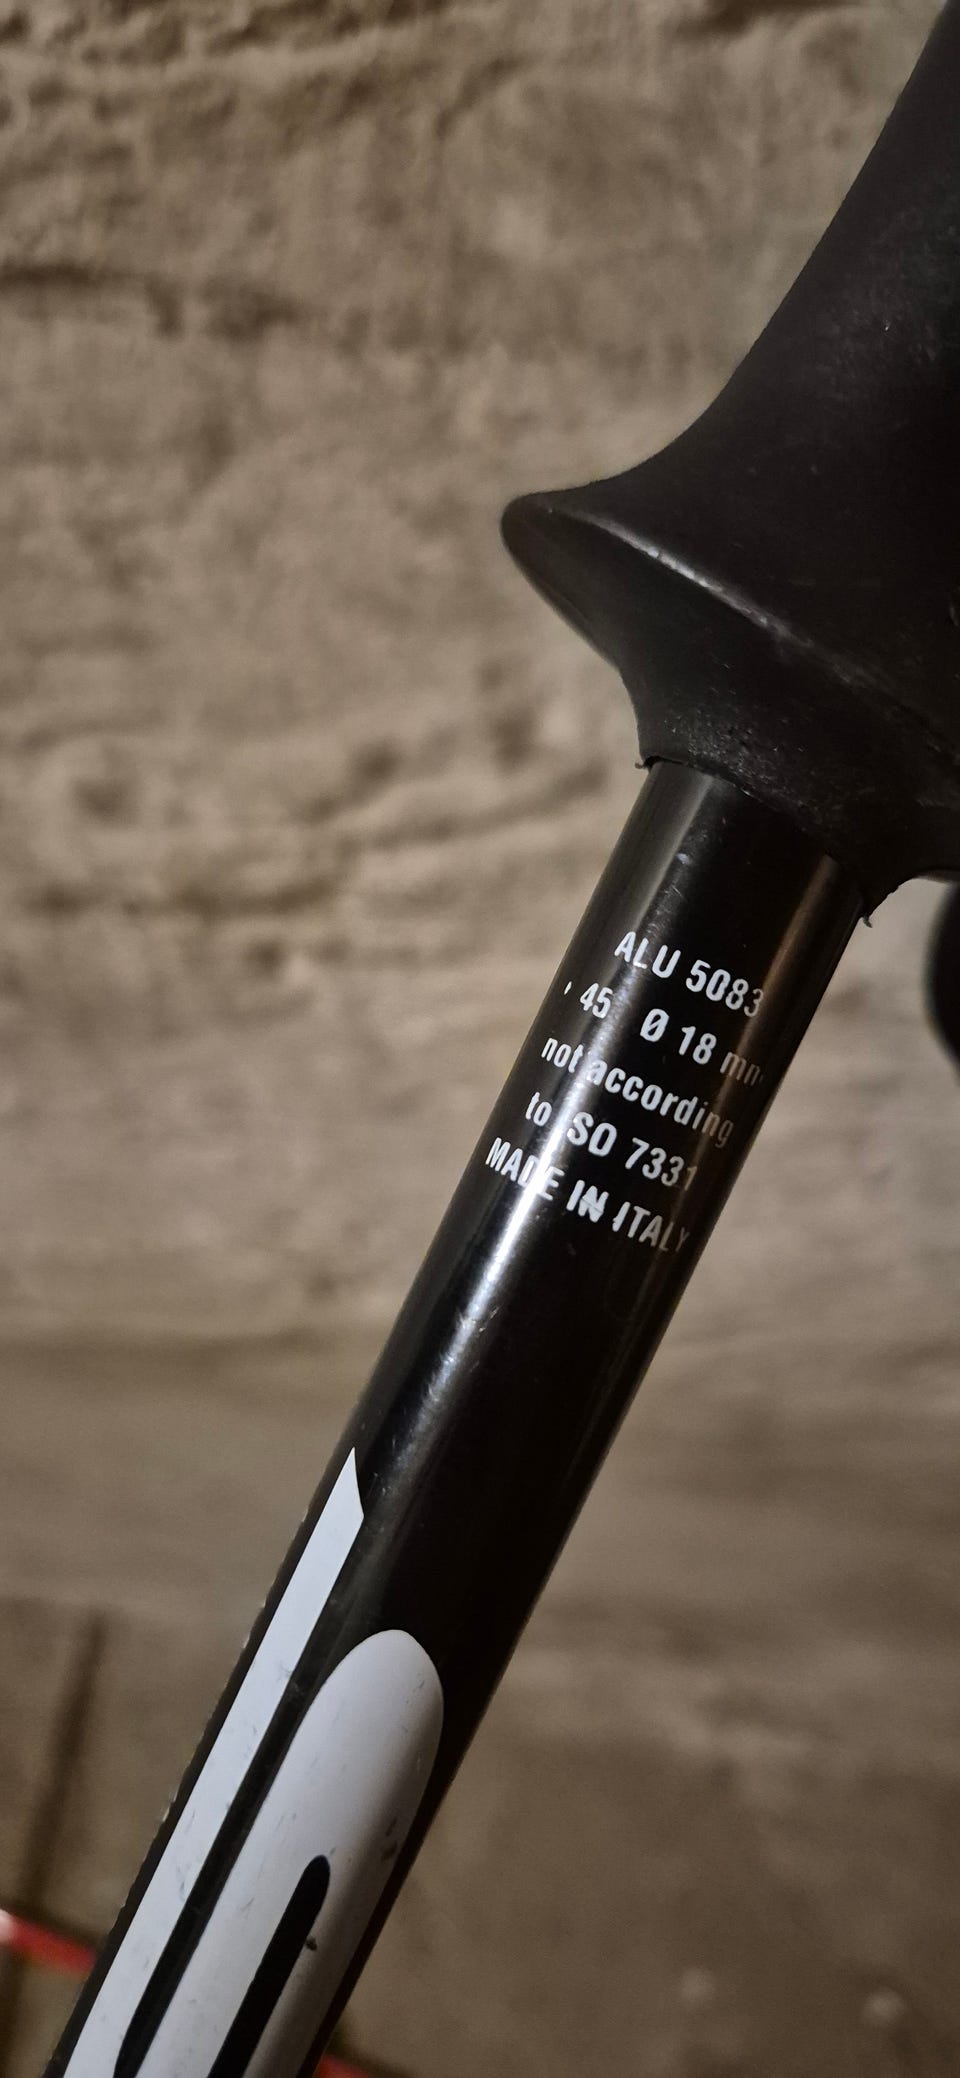 ALU 5083
45" Ø 18 mm
not according
to ISO 7331
MADE IN ITALY